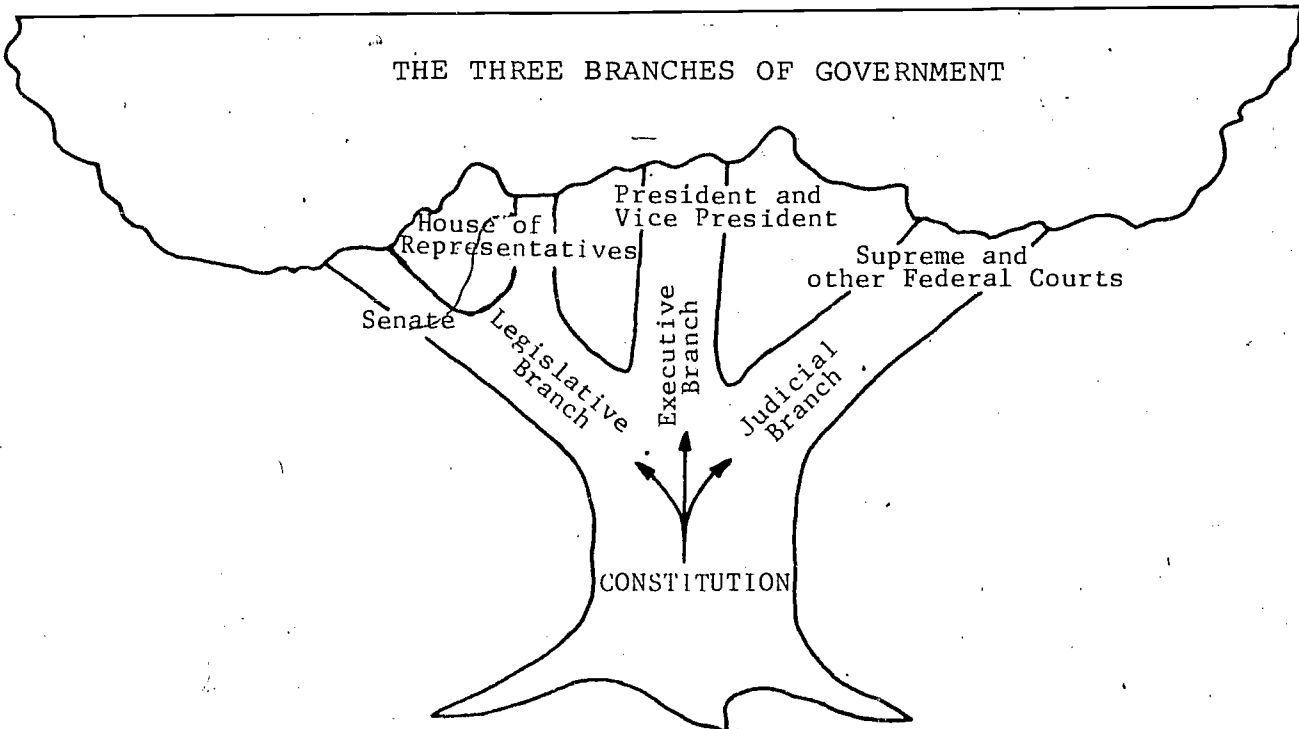 THE THREE BRANCHES OF GOVERNMENT
House of
Representatives
President and
Vice President
Supreme and
other Federal Courts
Senate
Legislative
Branch
Executive
Branch
Judicial
Branch
CONSTITUTION